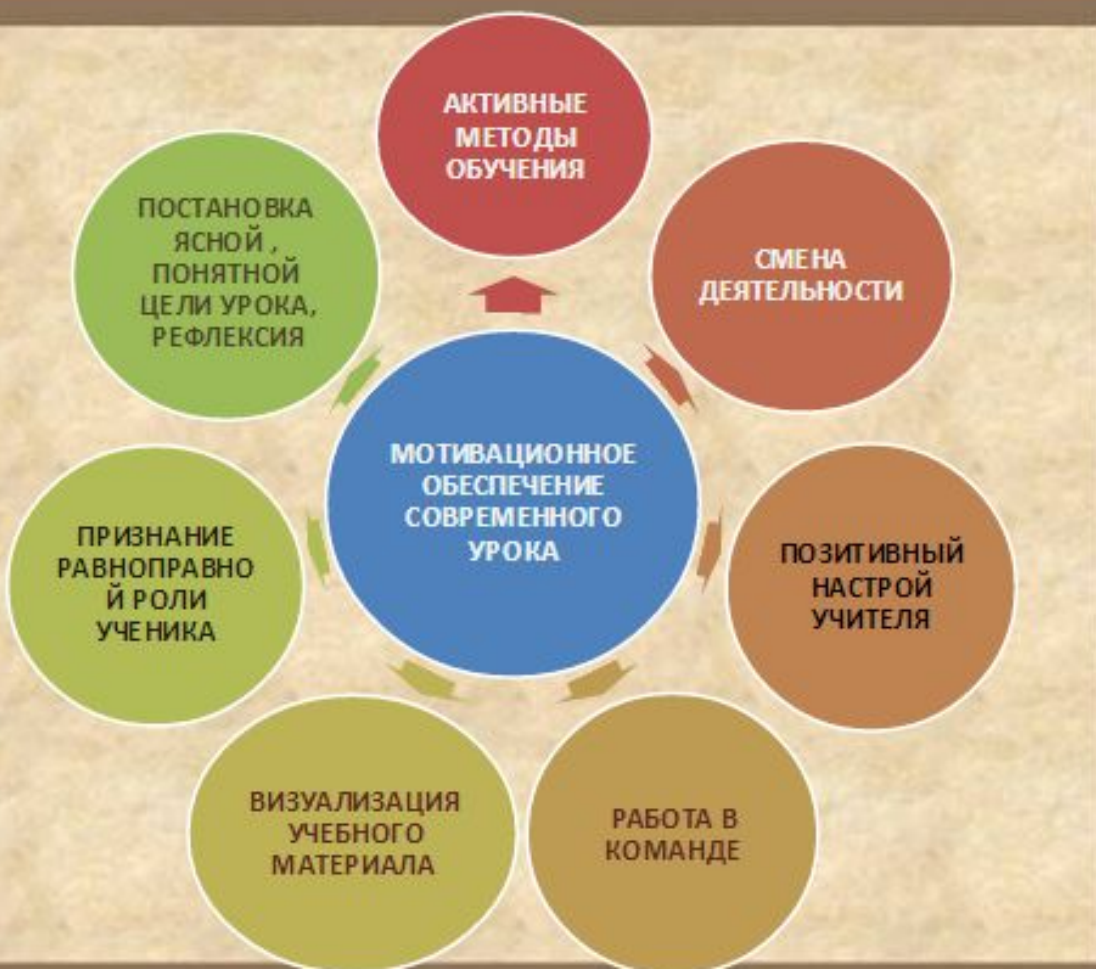 АКТИВНЫЕ
МЕТОДЫ
ОБУЧЕНИЯ
СМЕНА
ДЕЯТЕЛЬНОСТИ
ПОЗИТИВНЫЙ
НАСТРОЙ
УЧИТЕЛЯ
РАБОТА В
КОМАНДЕ
ВИЗУАЛИЗАЦИЯ
УЧЕБНОГО
МАТЕРИАЛА
ПРИЗНАНИЕ
РАВНОПРАВНО
Й РОЛИ
УЧЕНИКА
ПОСТАНОВКА
ЯСНОЙ ,
ПОНЯТНОЙ
ЦЕЛИ УРОКА,
РЕФЛЕКСИЯ
МОТИВАЦИОННОЕ
ОБЕСПЕЧЕНИЕ
СОВРЕМЕННОГО
УРОКА